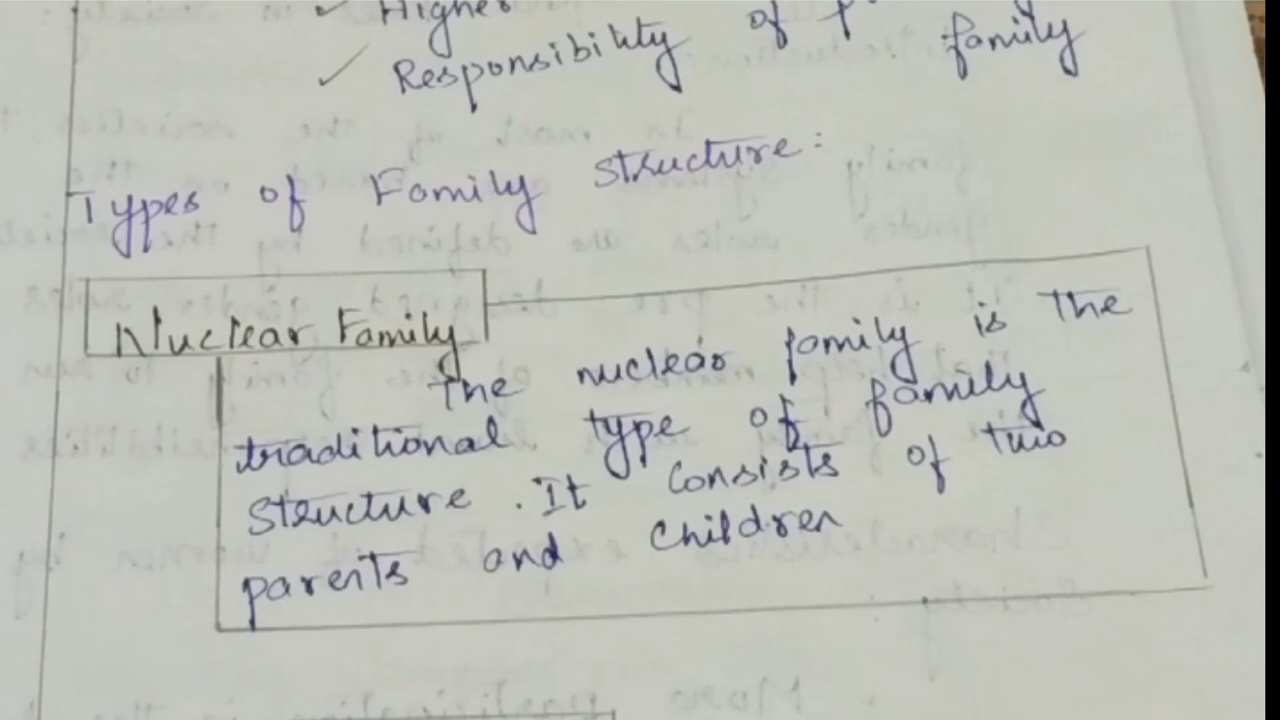 ✓ Higher
✓ Responsibility of family
Types of Family structure:
Nuclear Family
The nuclear family is the
traditional type of family
structure. It consists of two
parents and children